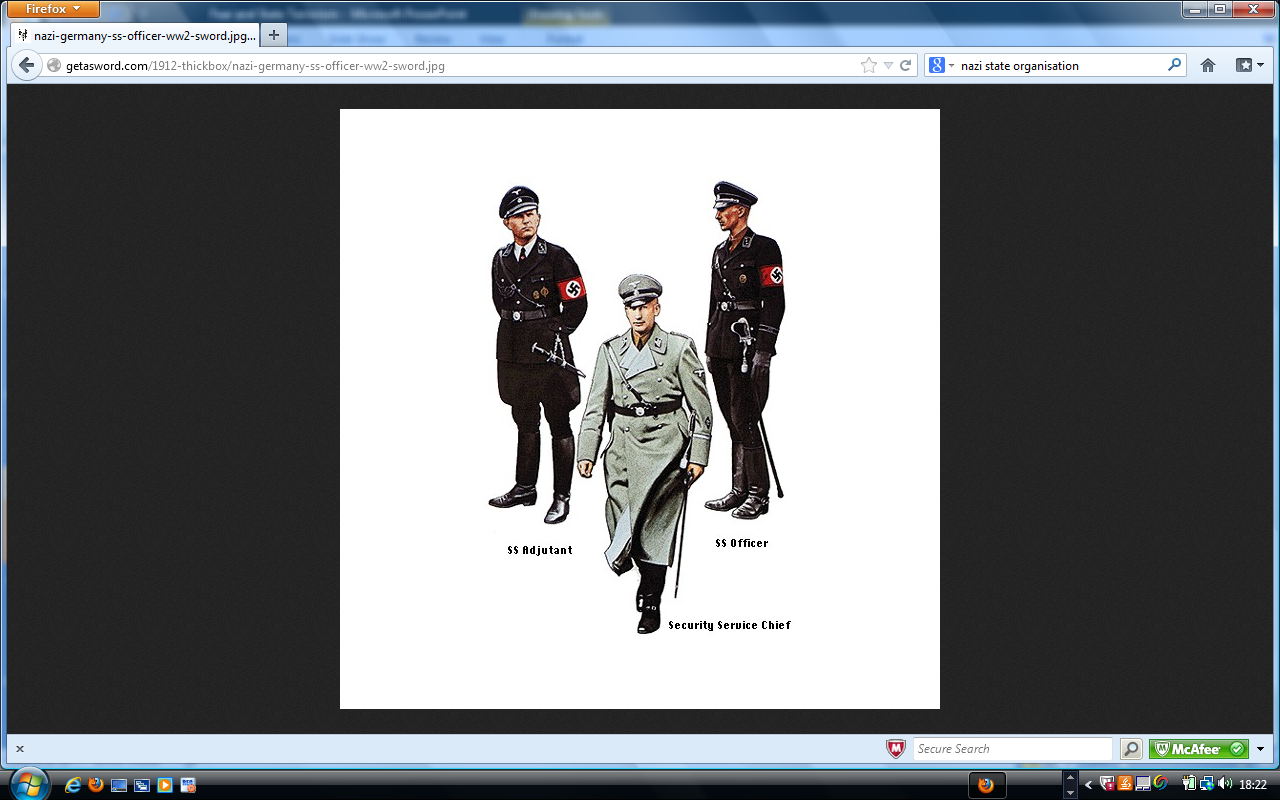 Firefox
nazi-germany-ss-officer-ww2-sword.jpg...
getasword.com/1912-thickbox/nazi-germany-ss-officer-ww2-sword.jpg
nazi state organisation
SS Adjutant
SS Officer
Security Service Chief
Secure Search
McAfee
18:22